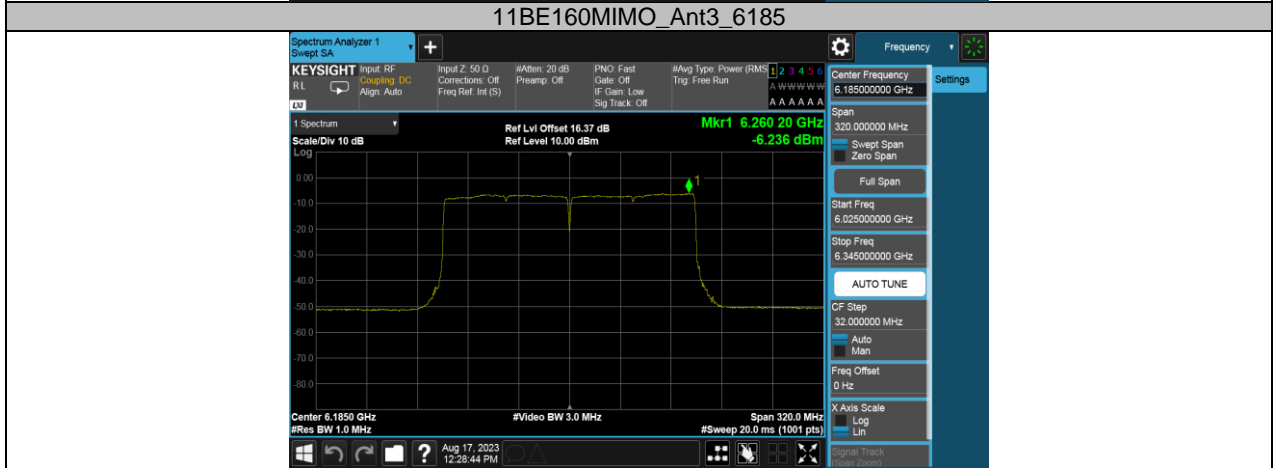 11BE160MIMO_Ant3_6185
Spectrum Analyzer 1
Swept SA
+
Frequency
KEYSIGHT
RL
LXI
Input: RF
Coupling: DC
Align: Auto
Input Z: 50 Ω
Corrections: Off
Freq Ref: Int (S)
#Atten: 20 dB
Preamp: Off
PNO: Fast
Gate: Off
IF Gain: Low
Sig Track: Off
#Avg Type: Power (RMS
Trig: Free Run
1 2 3 4 5 6
A W W W W W
A A A A A A
Center Frequency
6.185000000 GHz
Settings
Span
320.000000 MHz
Swept Span
Zero Span
Full Span
Start Freq
6.025000000 GHz
Stop Freq
6.345000000 GHz
AUTO TUNE
CF Step
32.000000 MHz
Auto
Man
Freq Offset
0 Hz
X Axis Scale
Log
Lin
Signal Track
(Span Zoom)
1 Spectrum
Scale/Div 10 dB
Log
Ref Lvl Offset 16.37 dB
Ref Level 10.00 dBm
Mkr1 6.260 20 GHz
-6.236 dBm
1
0.00
-10.0
-20.0
-30.0
-40.0
-50.0
-60.0
-70.0
-80.0
Center 6.1850 GHz
#Res BW 1.0 MHz
#Video BW 3.0 MHz
Span 320.0 MHz
#Sweep 20.0 ms (1001 pts)
?
Aug 17, 2023
12:28:44 PM